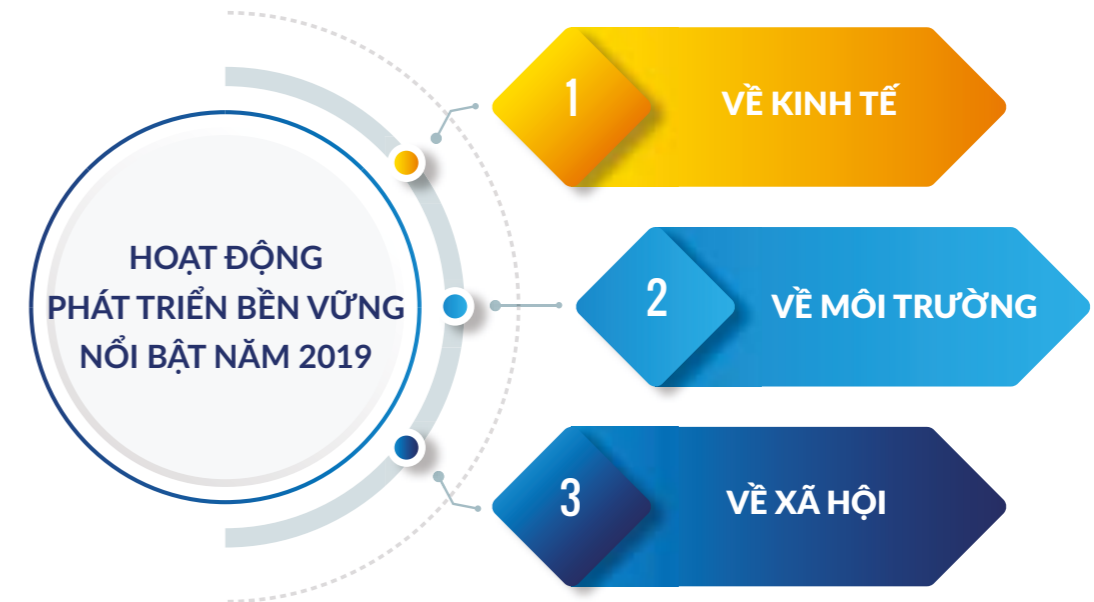 HOẠT ĐỘNG
PHÁT TRIỂN BỀN VỮNG
NỔI BẬT NĂM 2019
1
VỀ KINH TẾ
2
VỀ MÔI TRƯỜNG
3
VỀ XÃ HỘI